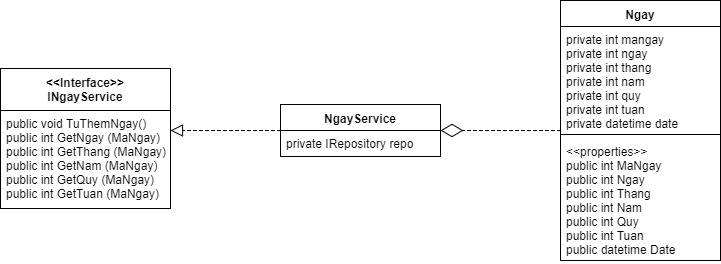 <<Interface>>
INgayService
public void TuThemNgay()
public int GetNgay (MaNgay)
public int GetThang (MaNgay)
public int GetNam (MaNgay)
public int GetQuy (MaNgay)
public int GetTuan (MaNgay)
NgayService
private IRepository repo
Ngay
private int mangay
private int ngay
private int thang
private int nam
private int quy
private int tuan
private datetime date
<<properties>>
public int MaNgay
public int Ngay
public int Thang
public int Nam
public int Quy
public int Tuan
public datetime Date